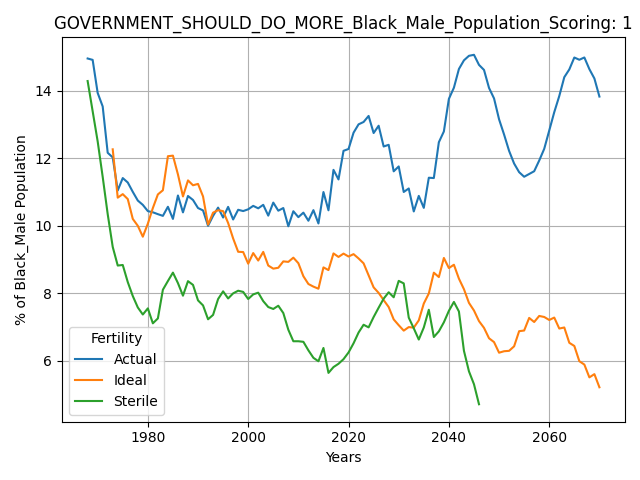 GOVERNMENT_SHOULD_DO_MORE_Black_Male_Population_Scoring: 1
% of Black_Male Population
14
12
10
8
6
Fertility
Actual
Ideal
Sterile
1980 2000 2020 2040 2060
Years